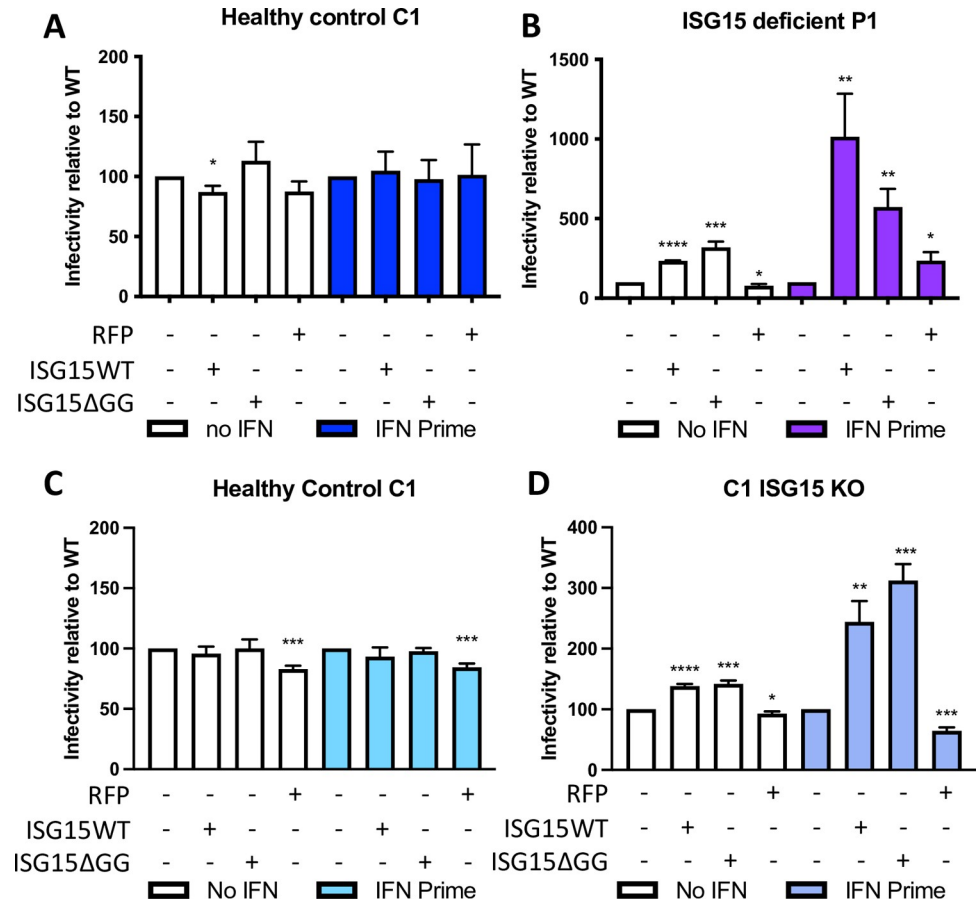 A
Healthy control C1
Infectivity relative to WT
200
150
100
50
0
*
RFP - - - + - - - +
ISG15WT - + - - - + - -
ISG15ΔGG - - + - - - + -
no IFN IFN Prime
B
ISG15 deficient P1
Infectivity relative to WT
1500
1000
500
0
**** *** * ** ** *
- - - + - - - +
- + - - - + - -
- - + - - - + -
No IFN IFN Prime
C
Healthy Control C1
Infectivity relative to WT
200
150
100
50
0
*** ***
RFP - - - + - - - +
ISG15WT - + - - - + - -
ISG15ΔGG - - + - - - + -
No IFN IFN Prime
D
C1 ISG15 KO
Infectivity relative to WT
400
300
200
100
0
**** *** * ** *** ***
RFP - - - + - - - +
ISG15WT - + - - - + - -
ISG15ΔGG - - + - - - + -
No IFN IFN Prime